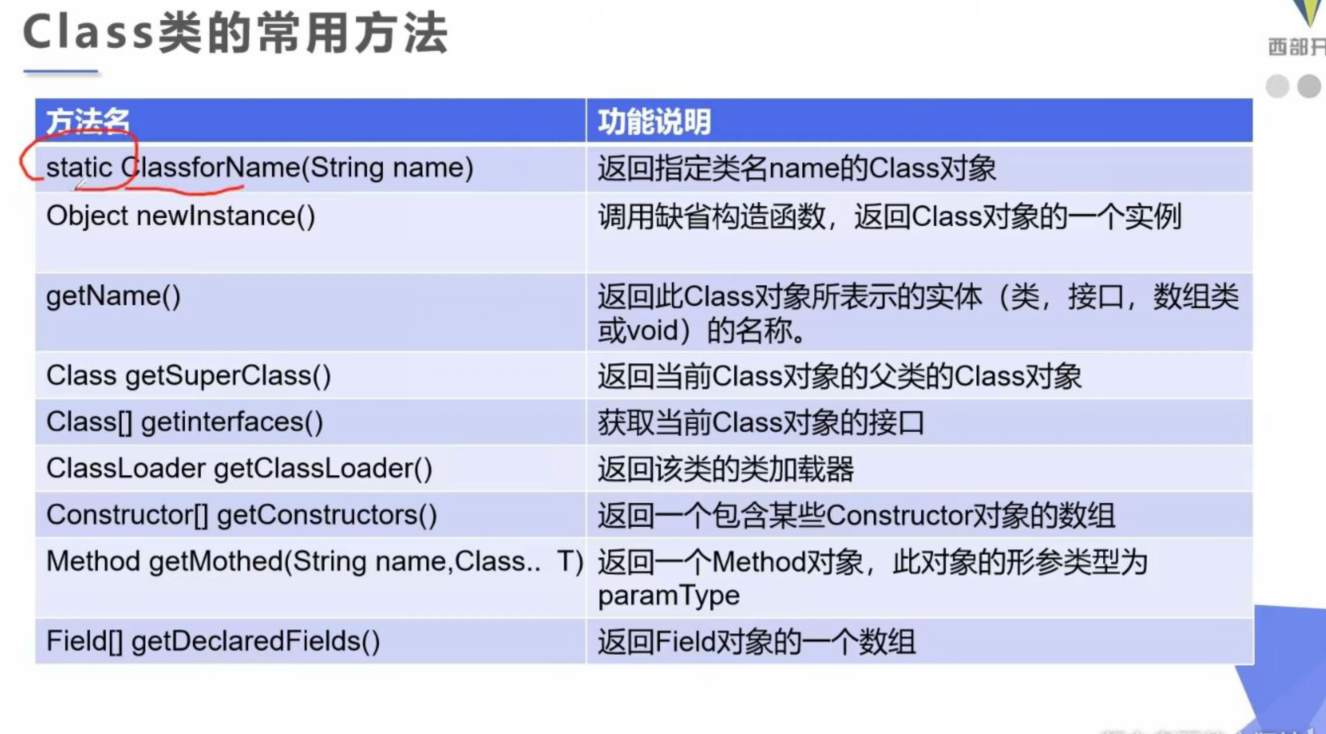 Class类的常用方法
西部开
方法名 功能说明
static ClassforName(String name) 返回指定类名name的Class对象
Object newInstance() 调用缺省构造函数，返回Class对象的一个实例
getName() 返回此Class对象所表示的实体（类，接口，数组类
或void）的名称。
Class getSuperClass() 返回当前Class对象的父类的Class对象
Class[] getinterfaces() 获取当前Class对象的接口
ClassLoader getClassLoader() 返回该类的类加载器
Constructor[] getConstructors() 返回一个包含某些Constructor对象的数组
Method getMothed(String name,Class.. T) 返回一个Method对象，此对象的形参类型为
paramType
Field[] getDeclaredFields() 返回Field对象的一个数组